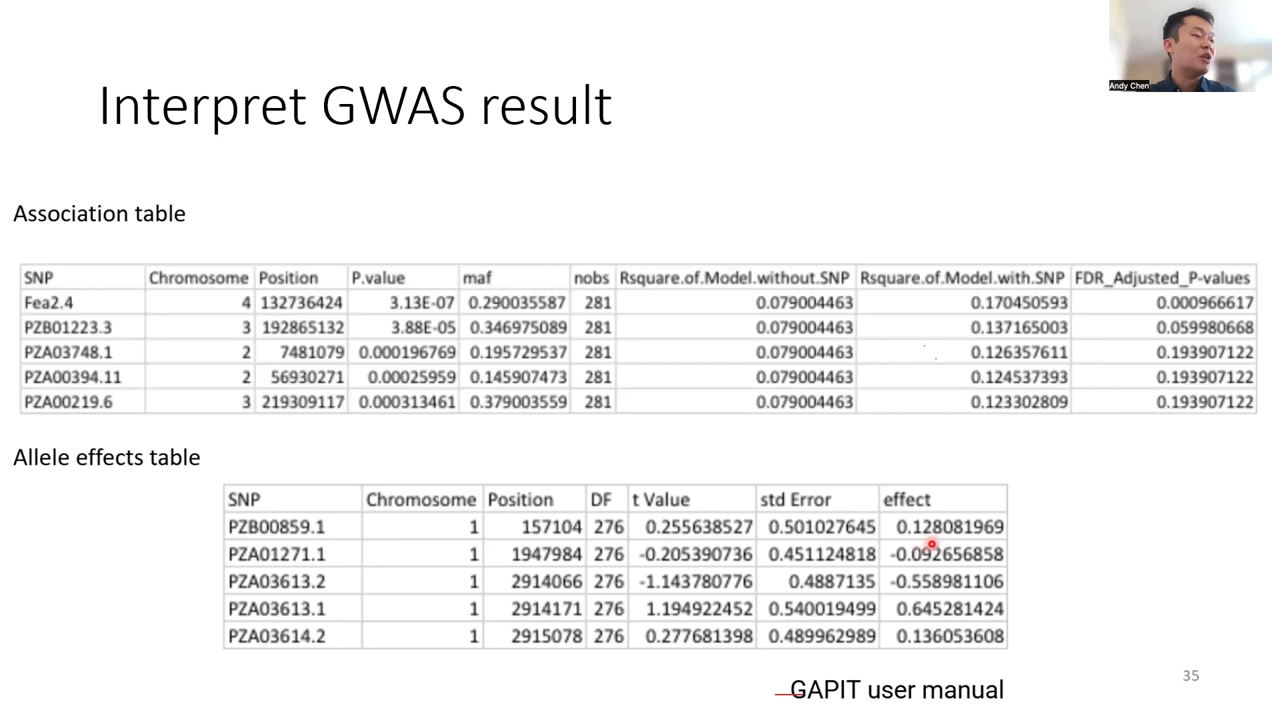 Andy Chen
Interpret GWAS result
Association table
SNP Chromosome Position P.value maf nobs Rsquare.of.Model.without.SNP Rsquare.of.Model.with.SNP FDR_Adjusted_P-values
Fea2.4 4 132736424 3.13E-07 0.290035587 281 0.079004463 0.170450593 0.000966617
PZB01223.3 3 192865132 3.88E-05 0.346975089 281 0.079004463 0.137165003 0.059980668
PZA03748.1 2 7481079 0.000196769 0.195729537 281 0.079004463 0.126357611 0.193907122
PZA00394.11 2 56930271 0.00025959 0.145907473 281 0.079004463 0.124537393 0.193907122
PZA00219.6 3 219309117 0.000313461 0.379003559 281 0.079004463 0.123302809 0.193907122
Allele effects table
SNP Chromosome Position DF t Value std Error effect
PZB00859.1 1 157104 276 0.255638527 0.501027645 0.128081969
PZA01271.1 1 1947984 276 -0.205390736 0.451124818 -0.092656858
PZA03613.2 1 2914066 276 -1.143780776 0.4887135 -0.558981106
PZA03613.1 1 2914171 276 1.194922452 0.540019499 0.645281424
PZA03614.2 1 2915078 276 0.277681398 0.489962989 0.136053608
35
GAPIT user manual